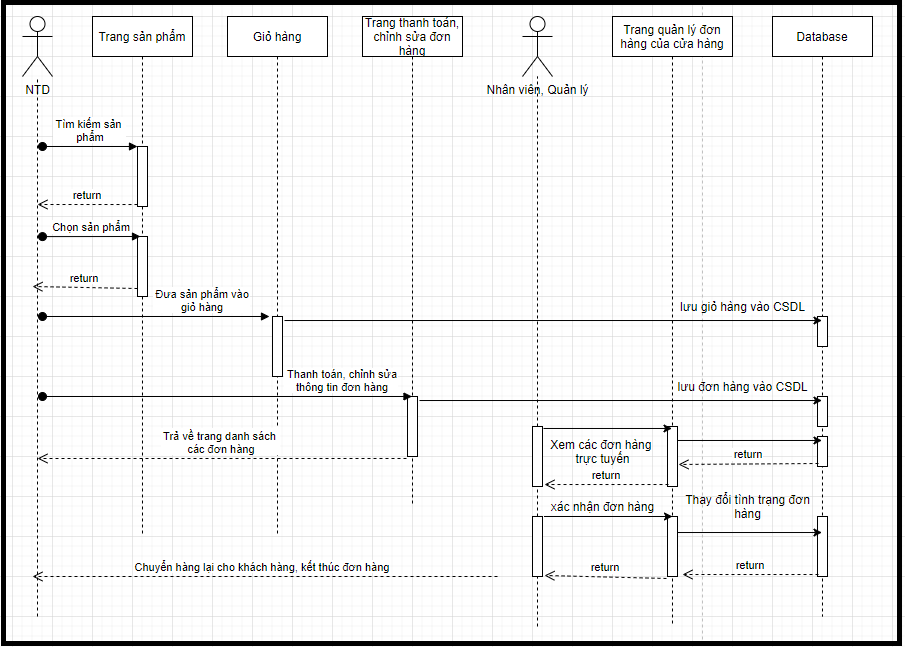 NTD
Trang sản phẩm
Giỏ hàng
Trang thanh toán,
chỉnh sửa đơn
hàng
Nhân viên, Quản lý
Trang quản lý đơn
hàng của cửa hàng
Database
Tìm kiếm sản
phẩm
return
Chọn sản phẩm
return
Đưa sản phẩm vào
giỏ hàng
lưu giỏ hàng vào CSDL
Thanh toán, chỉnh sửa
thông tin đơn hàng
lưu đơn hàng vào CSDL
Trả về trang danh sách
các đơn hàng
Xem các đơn hàng
trực tuyến
return
return
xác nhận đơn hàng
Thay đổi tình trạng đơn
hàng
return
return
Chuyển hàng lại cho khách hàng, kết thúc đơn hàng